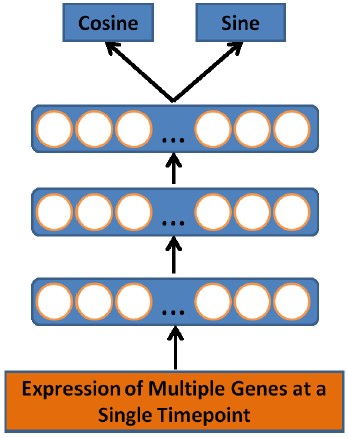 Cosine
Sine
...
...
...
Expression of Multiple Genes at a
Single Timepoint